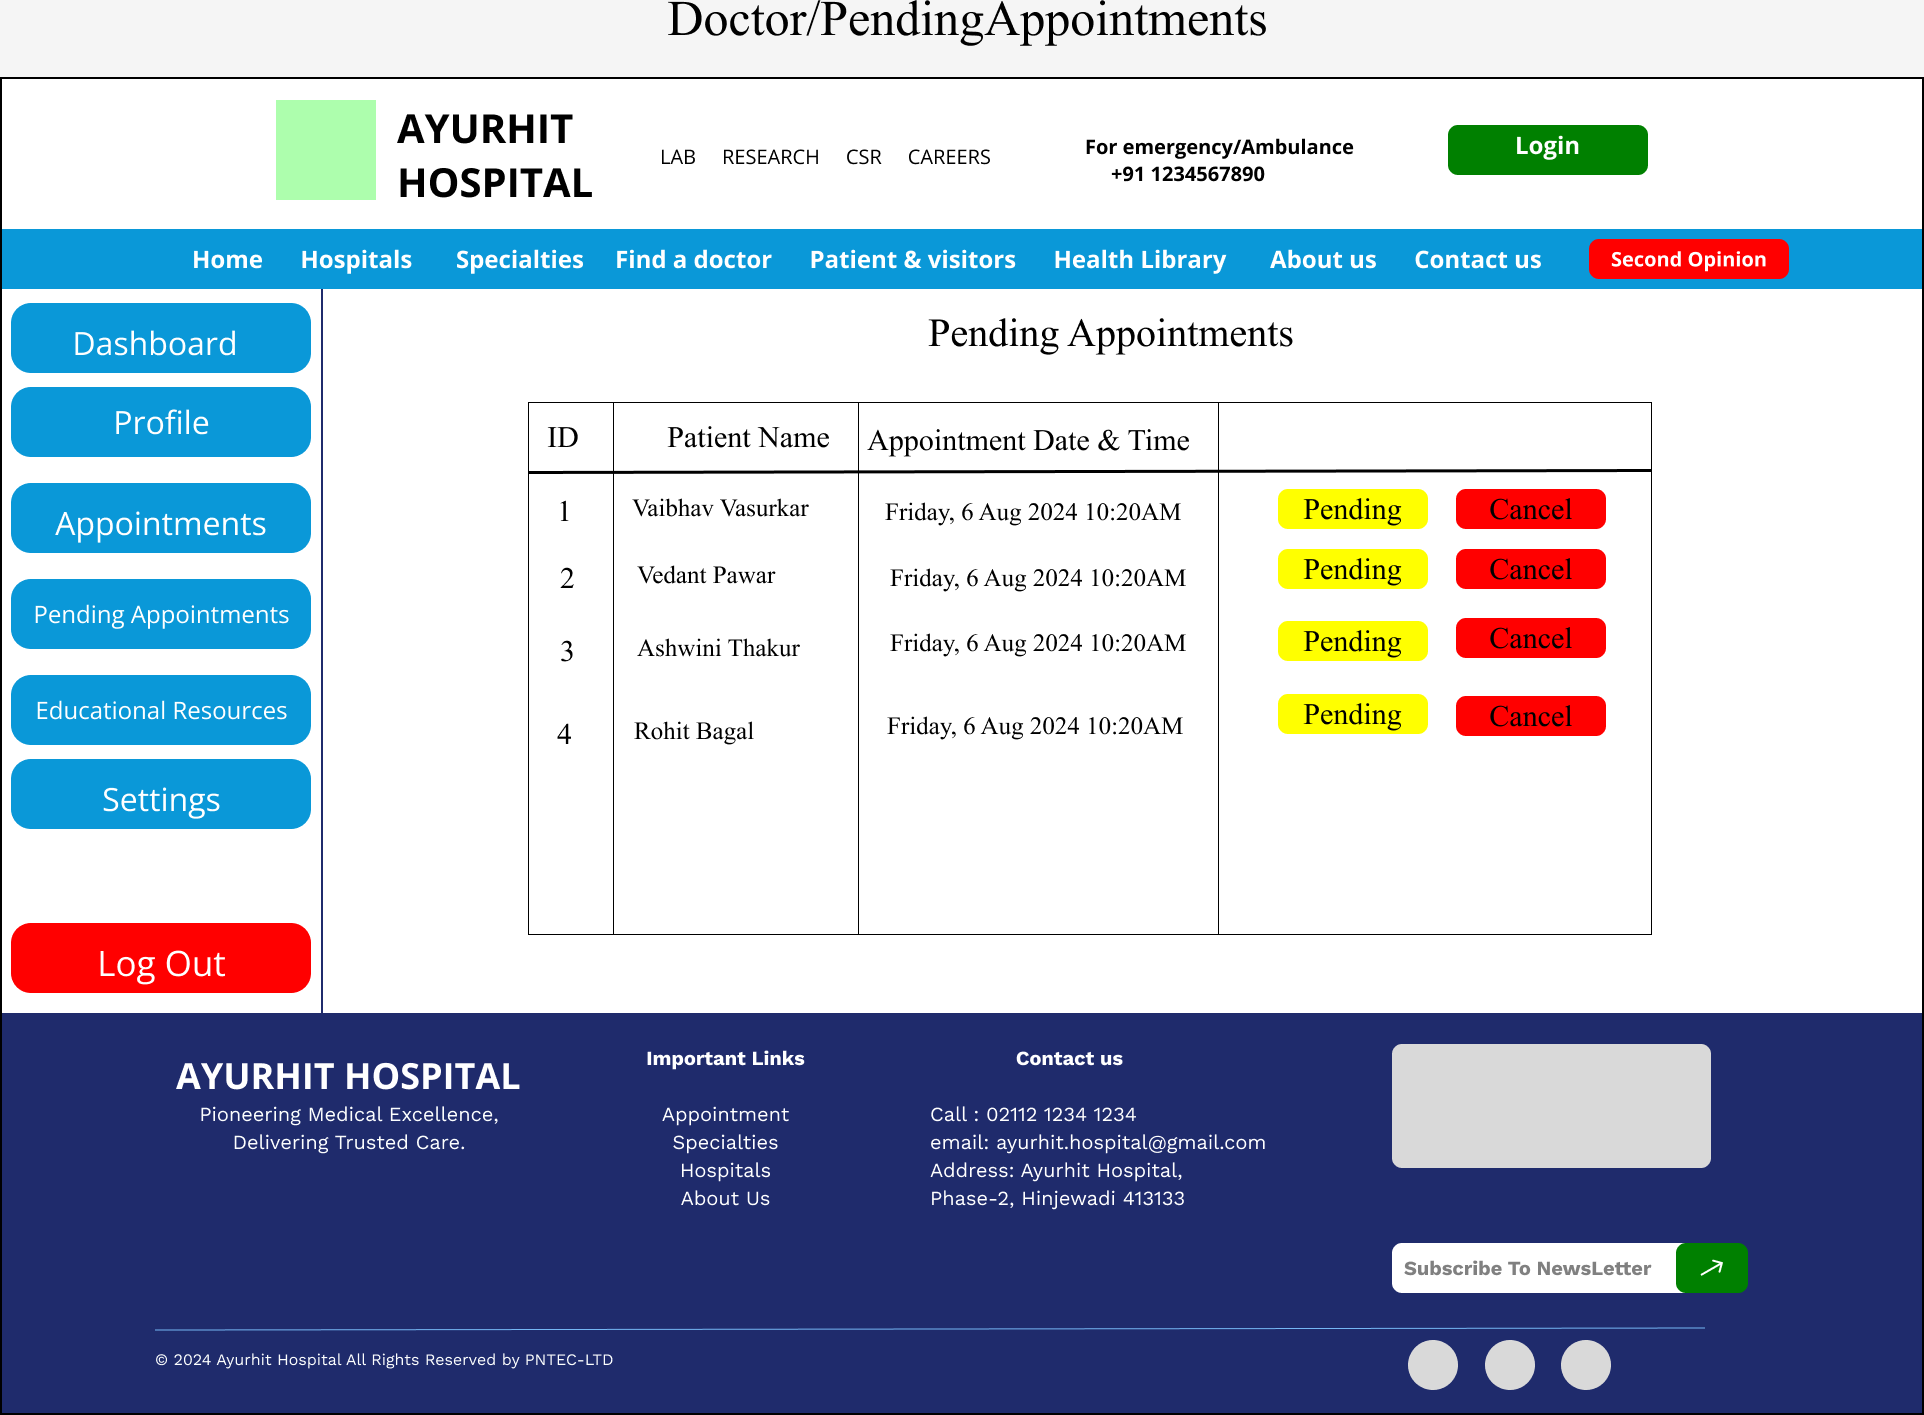 Doctor/PendingAppointments
AYURHIT
HOSPITAL
LAB RESEARCH CSR CAREERS
For emergency/Ambulance
+91 1234567890
Login
Home Hospitals Specialties Find a doctor Patient & visitors Health Library About us Contact us Second Opinion
Dashboard
Profile
Appointments
Pending Appointments
Educational Resources
Settings
Log Out
Pending Appointments
ID Patient Name Appointment Date & Time
1 Vaibhav Vasurkar Friday, 6 Aug 2024 10:20AM Pending Cancel
2 Vedant Pawar Friday, 6 Aug 2024 10:20AM Pending Cancel
3 Ashwini Thakur Friday, 6 Aug 2024 10:20AM Pending Cancel
4 Rohit Bagal Friday, 6 Aug 2024 10:20AM Pending Cancel
AYURHIT HOSPITAL
Pioneering Medical Excellence,
Delivering Trusted Care.
Important Links
Appointment
Specialties
Hospitals
About Us
Contact us
Call : 02112 1234 1234
email: ayurhit.hospital@gmail.com
Address: Ayurhit Hospital,
Phase-2, Hinjewadi 413133
Subscribe To NewsLetter
© 2024 Ayurhit Hospital All Rights Reserved by PNTEC-LTD